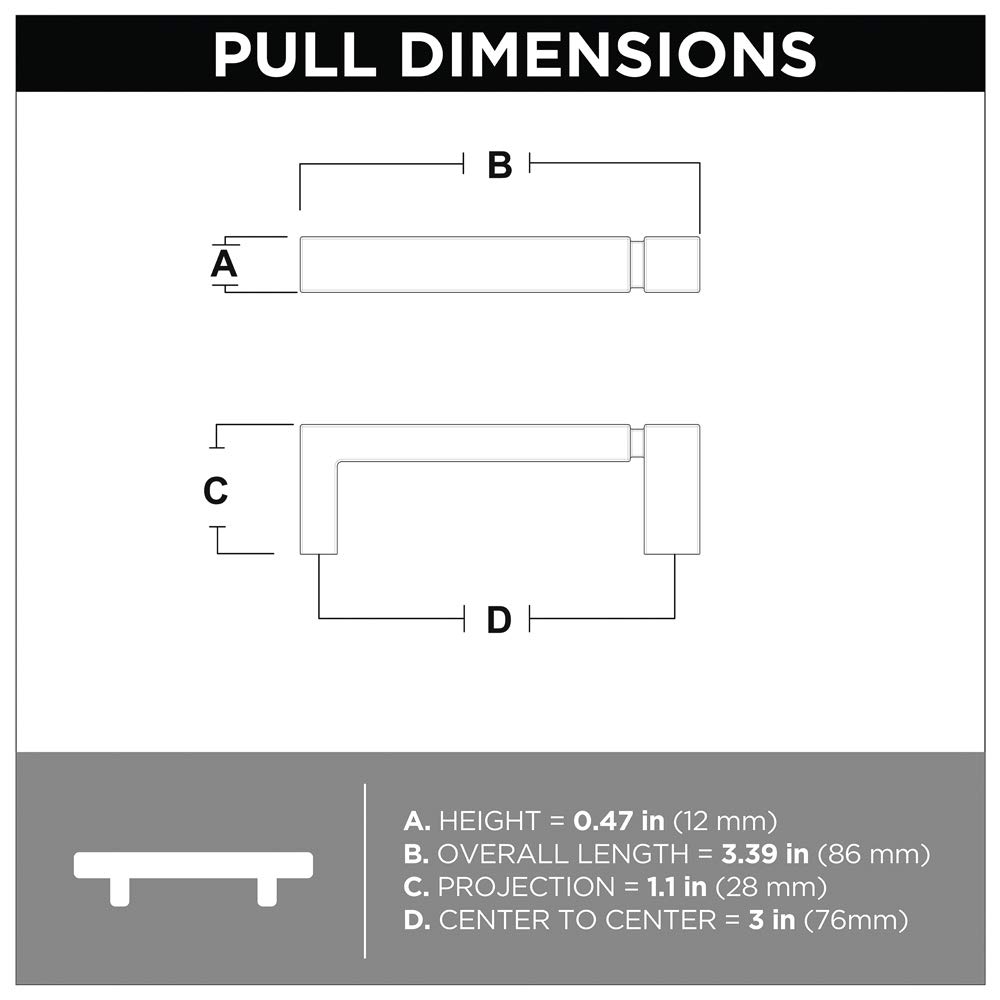 PULL DIMENSIONS
B
A
C
D
A. HEIGHT = 0.47 in (12 mm)
B. OVERALL LENGTH = 3.39 in (86 mm)
C. PROJECTION = 1.1 in (28 mm)
D. CENTER TO CENTER = 3 in (76mm)